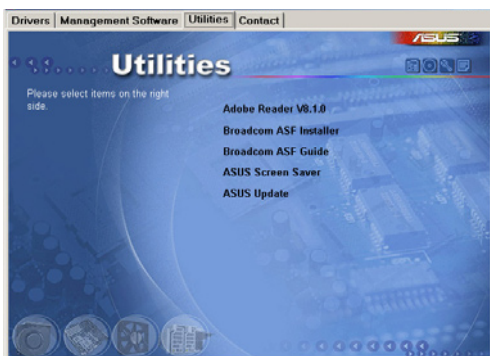 Drivers Management Software Utilities Contact
ASUS
Utilities
Please select items on the right
side.
Adobe Reader V8.1.0
Broadcom ASF Installer
Broadcom ASF Guide
ASUS Screen Saver
ASUS Update